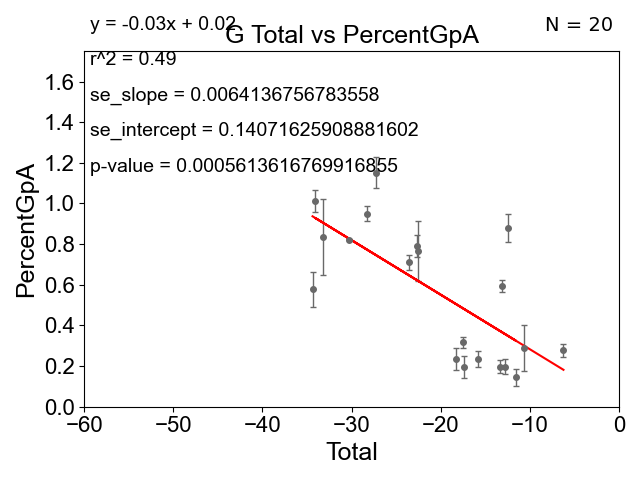 y = -0.03x + 0.02
N = 20
G Total vs PercentGpA
r^2 = 0.49
se_slope = 0.0064136756783558
se_intercept = 0.14071625908881602
p-value = 0.0005613616769916855
PercentGpA
1.6
1.4
1.2
1.0
0.8
0.6
0.4
0.2
0.0
−60
−50
−40
−30
−20
−10
0
Total